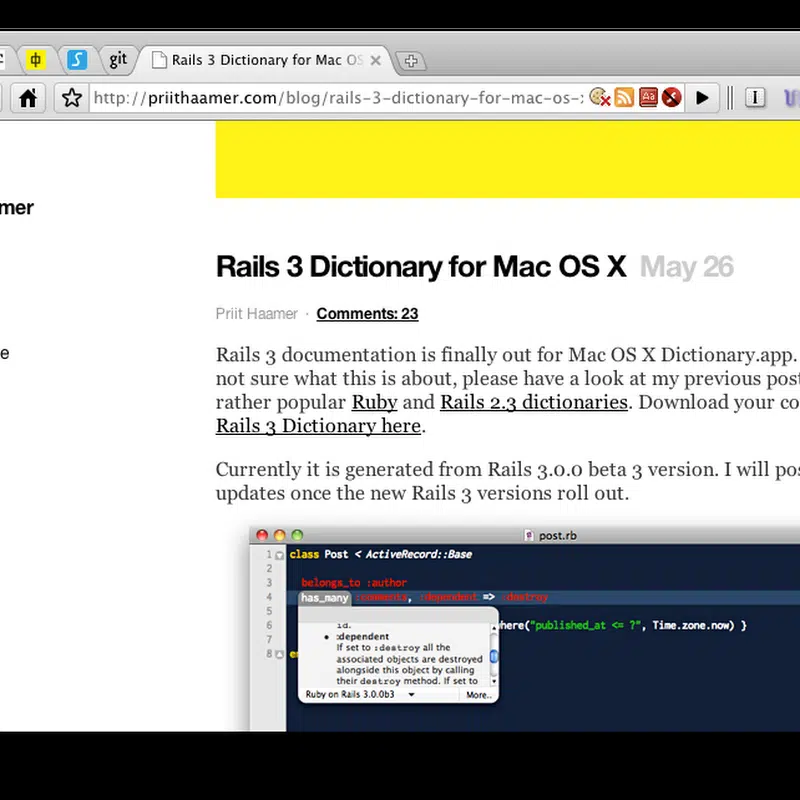 中
S
git
Rails 3 Dictionary for Mac OS
http://priithaamer.com/blog/rails-3-dictionary-for-mac-os-
Aa
I
mer
Rails 3 Dictionary for Mac OS X May 26
Priit Haamer · Comments: 23
e
Rails 3 documentation is finally out for Mac OS X Dictionary.app.
not sure what this is about, please have a look at my previous post
rather popular Ruby and Rails 2.3 dictionaries. Download your co
Rails 3 Dictionary here.
Currently it is generated from Rails 3.0.0 beta 3 version. I will pos
updates once the new Rails 3 versions roll out.
post.rb
1 class Post < ActiveRecord::Base
2
3 belongs_to :author
4 has_many :comments, :dependent => :destroy
5
6 here("published_at <= ?", Time.zone.now) }
7
8 e
id.
• :dependent
If set to :destroy all the
associated objects are destroyed
alongside this object by calling
their destroy method. If set to
Ruby on Rails 3.0.0b3 More..